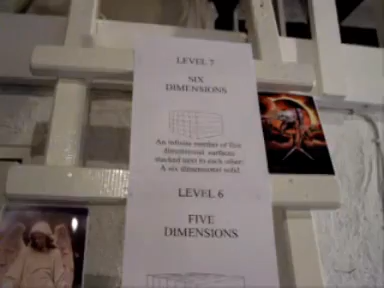 LEVEL 7
SIX
DIMENSIONS
An infinite number of five
dimensional surfaces
stacked next to each other:
A six dimensional solid
LEVEL 6
FIVE
DIMENSIONS